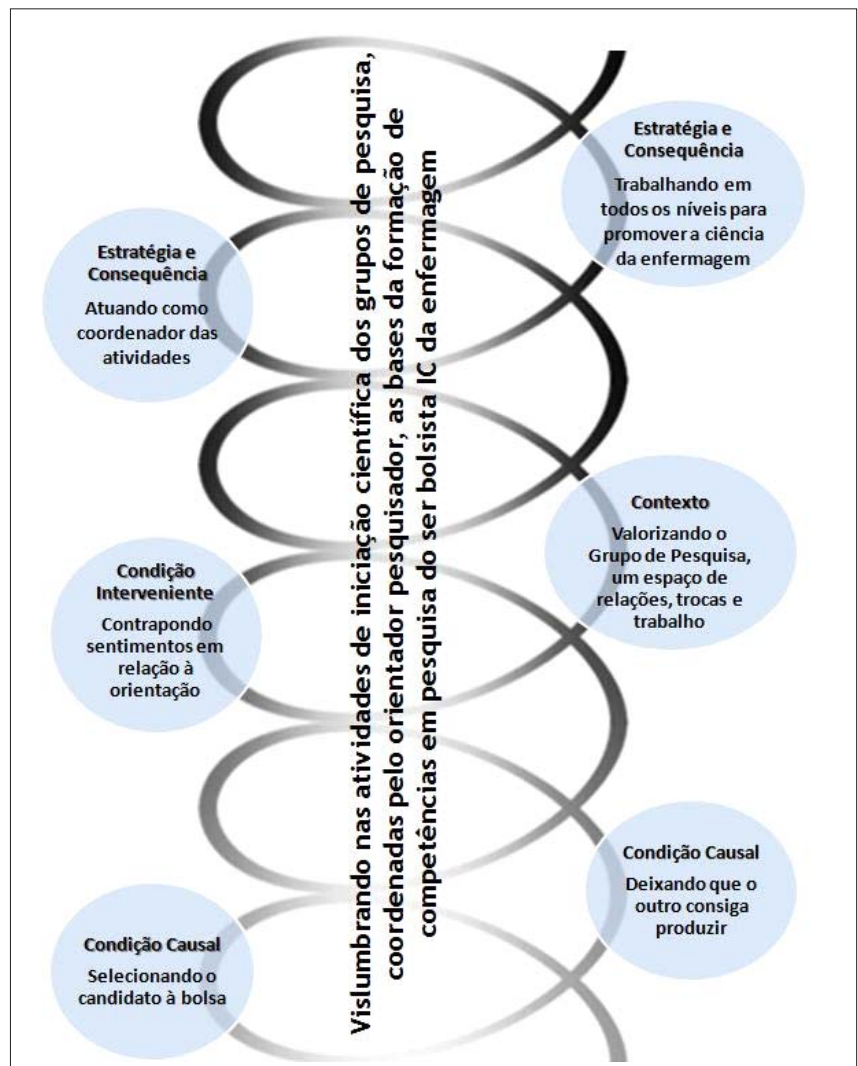 Vislumbrando nas atividades de iniciação científica dos grupos de pesquisa,
coordenadas pelo orientador pesquisador, as bases da formação de
competências em pesquisa do ser bolsista IC da enfermagem
Estratégia e
Consequência
Trabalhando em
todos os níveis para
promover a ciência
da enfermagem
Estratégia e
Consequência
Atuando como
coordenador das
atividades
Contexto
Valorizando o
Grupo de Pesquisa,
um espaço de
relações, trocas e
trabalho
Condição
Interveniente
Contrapondo
sentimentos em
relação à
orientação
Condição Causal
Deixando que o
outro consiga
produzir
Condição Causal
Selecionando o
candidato à bolsa